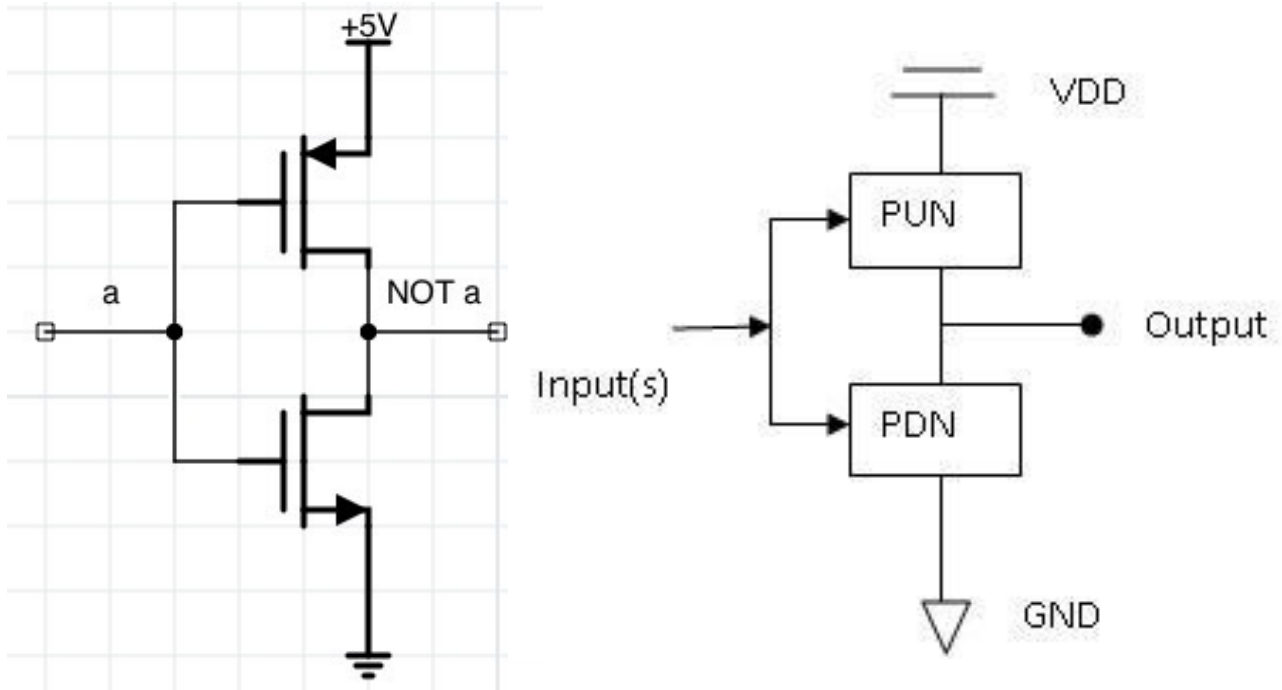 +5V
a
NOT a
VDD
PUN
Output
Input(s)
PDN
GND